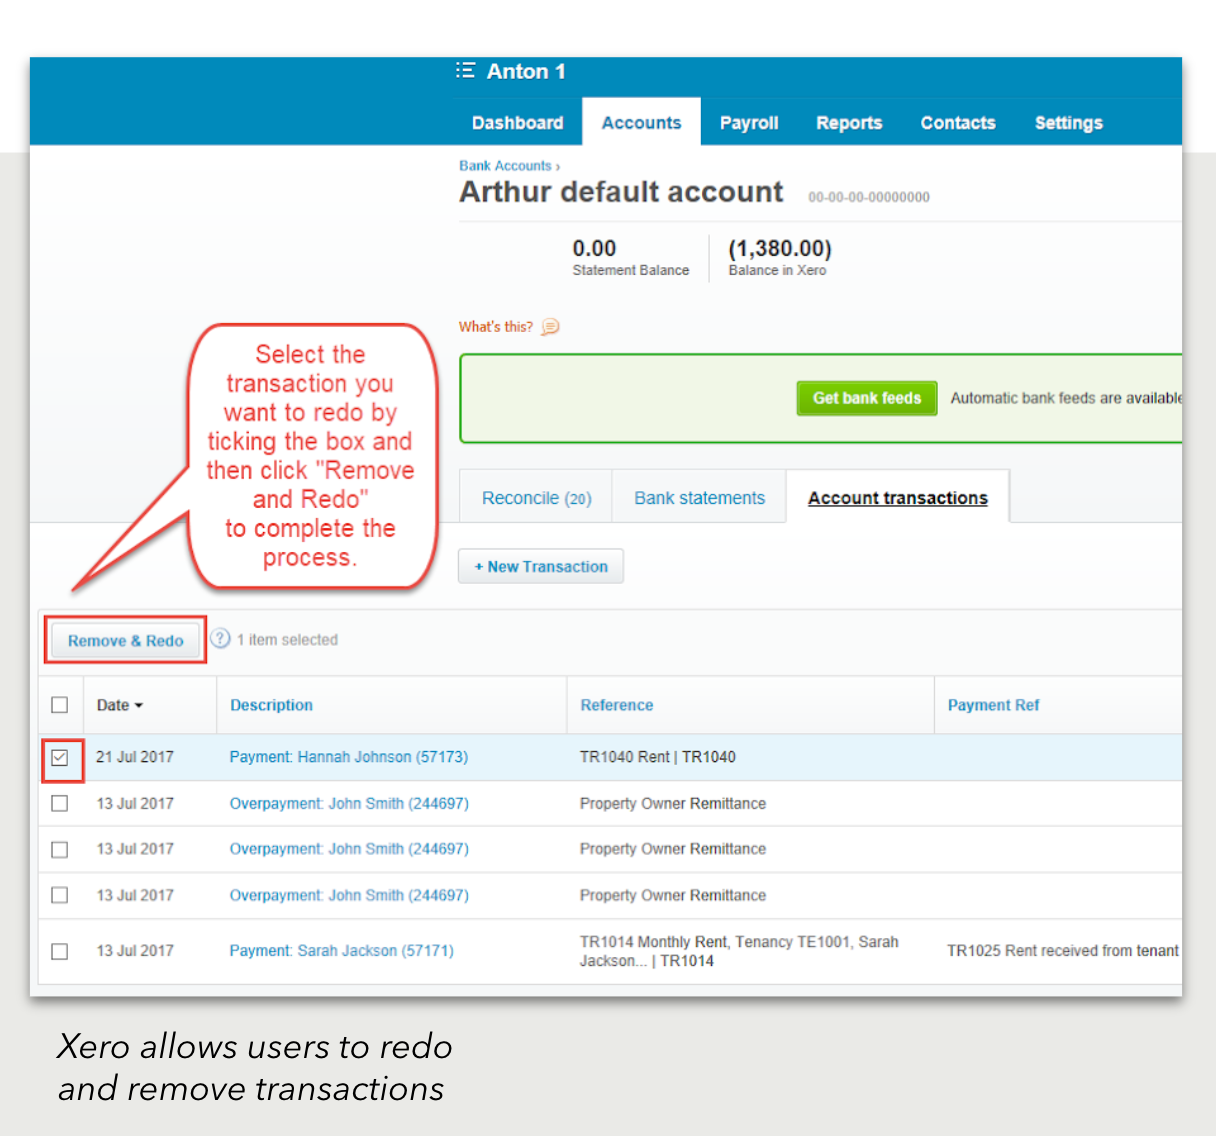 Anton 1
Dashboard Accounts Payroll Reports Contacts Settings
Bank Accounts ›
Arthur default account 00-00-00-00000000
0.00 (1,380.00)
Statement Balance Balance in Xero
What's this?
Select the
transaction you
want to redo by
ticking the box and
then click "Remove
and Redo"
to complete the
process.
Get bank feeds Automatic bank feeds are available
Reconcile (20) Bank statements Account transactions
+ New Transaction
Remove & Redo ? 1 item selected
Date Description Reference Payment Ref
21 Jul 2017 Payment: Hannah Johnson (57173) TR1040 Rent | TR1040
13 Jul 2017 Overpayment: John Smith (244697) Property Owner Remittance
13 Jul 2017 Overpayment: John Smith (244697) Property Owner Remittance
13 Jul 2017 Overpayment: John Smith (244697) Property Owner Remittance
13 Jul 2017 Payment: Sarah Jackson (57171) TR1014 Monthly Rent, Tenancy TE1001, Sarah
Jackson... | TR1014 TR1025 Rent received from tenant
Xero allows users to redo
and remove transactions